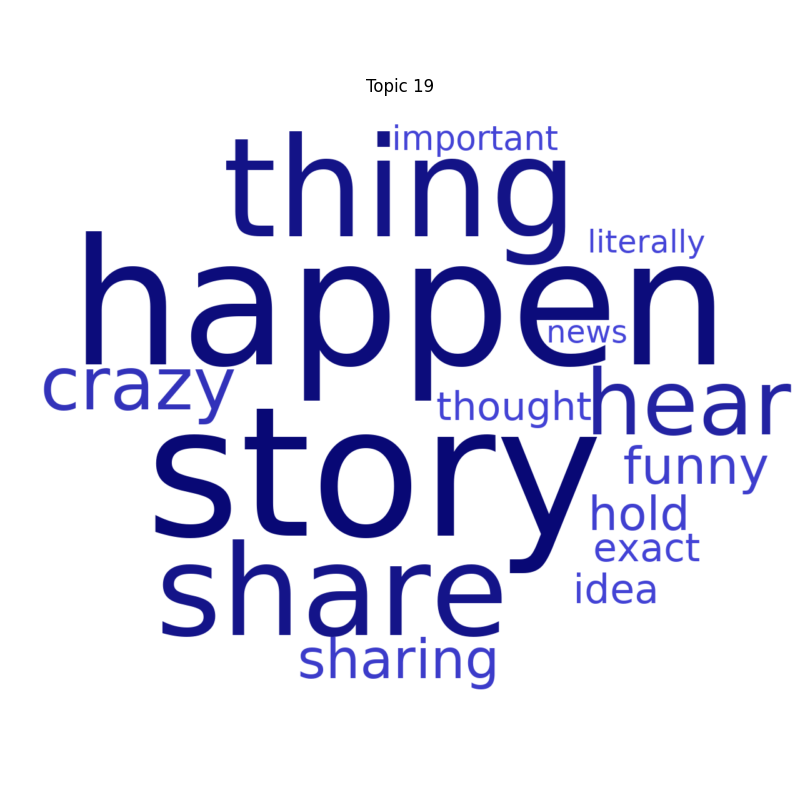 Topic 19
important
thing
literally
happen
news
crazy
thought
hear
story
funny
hold
exact
idea
share
sharing